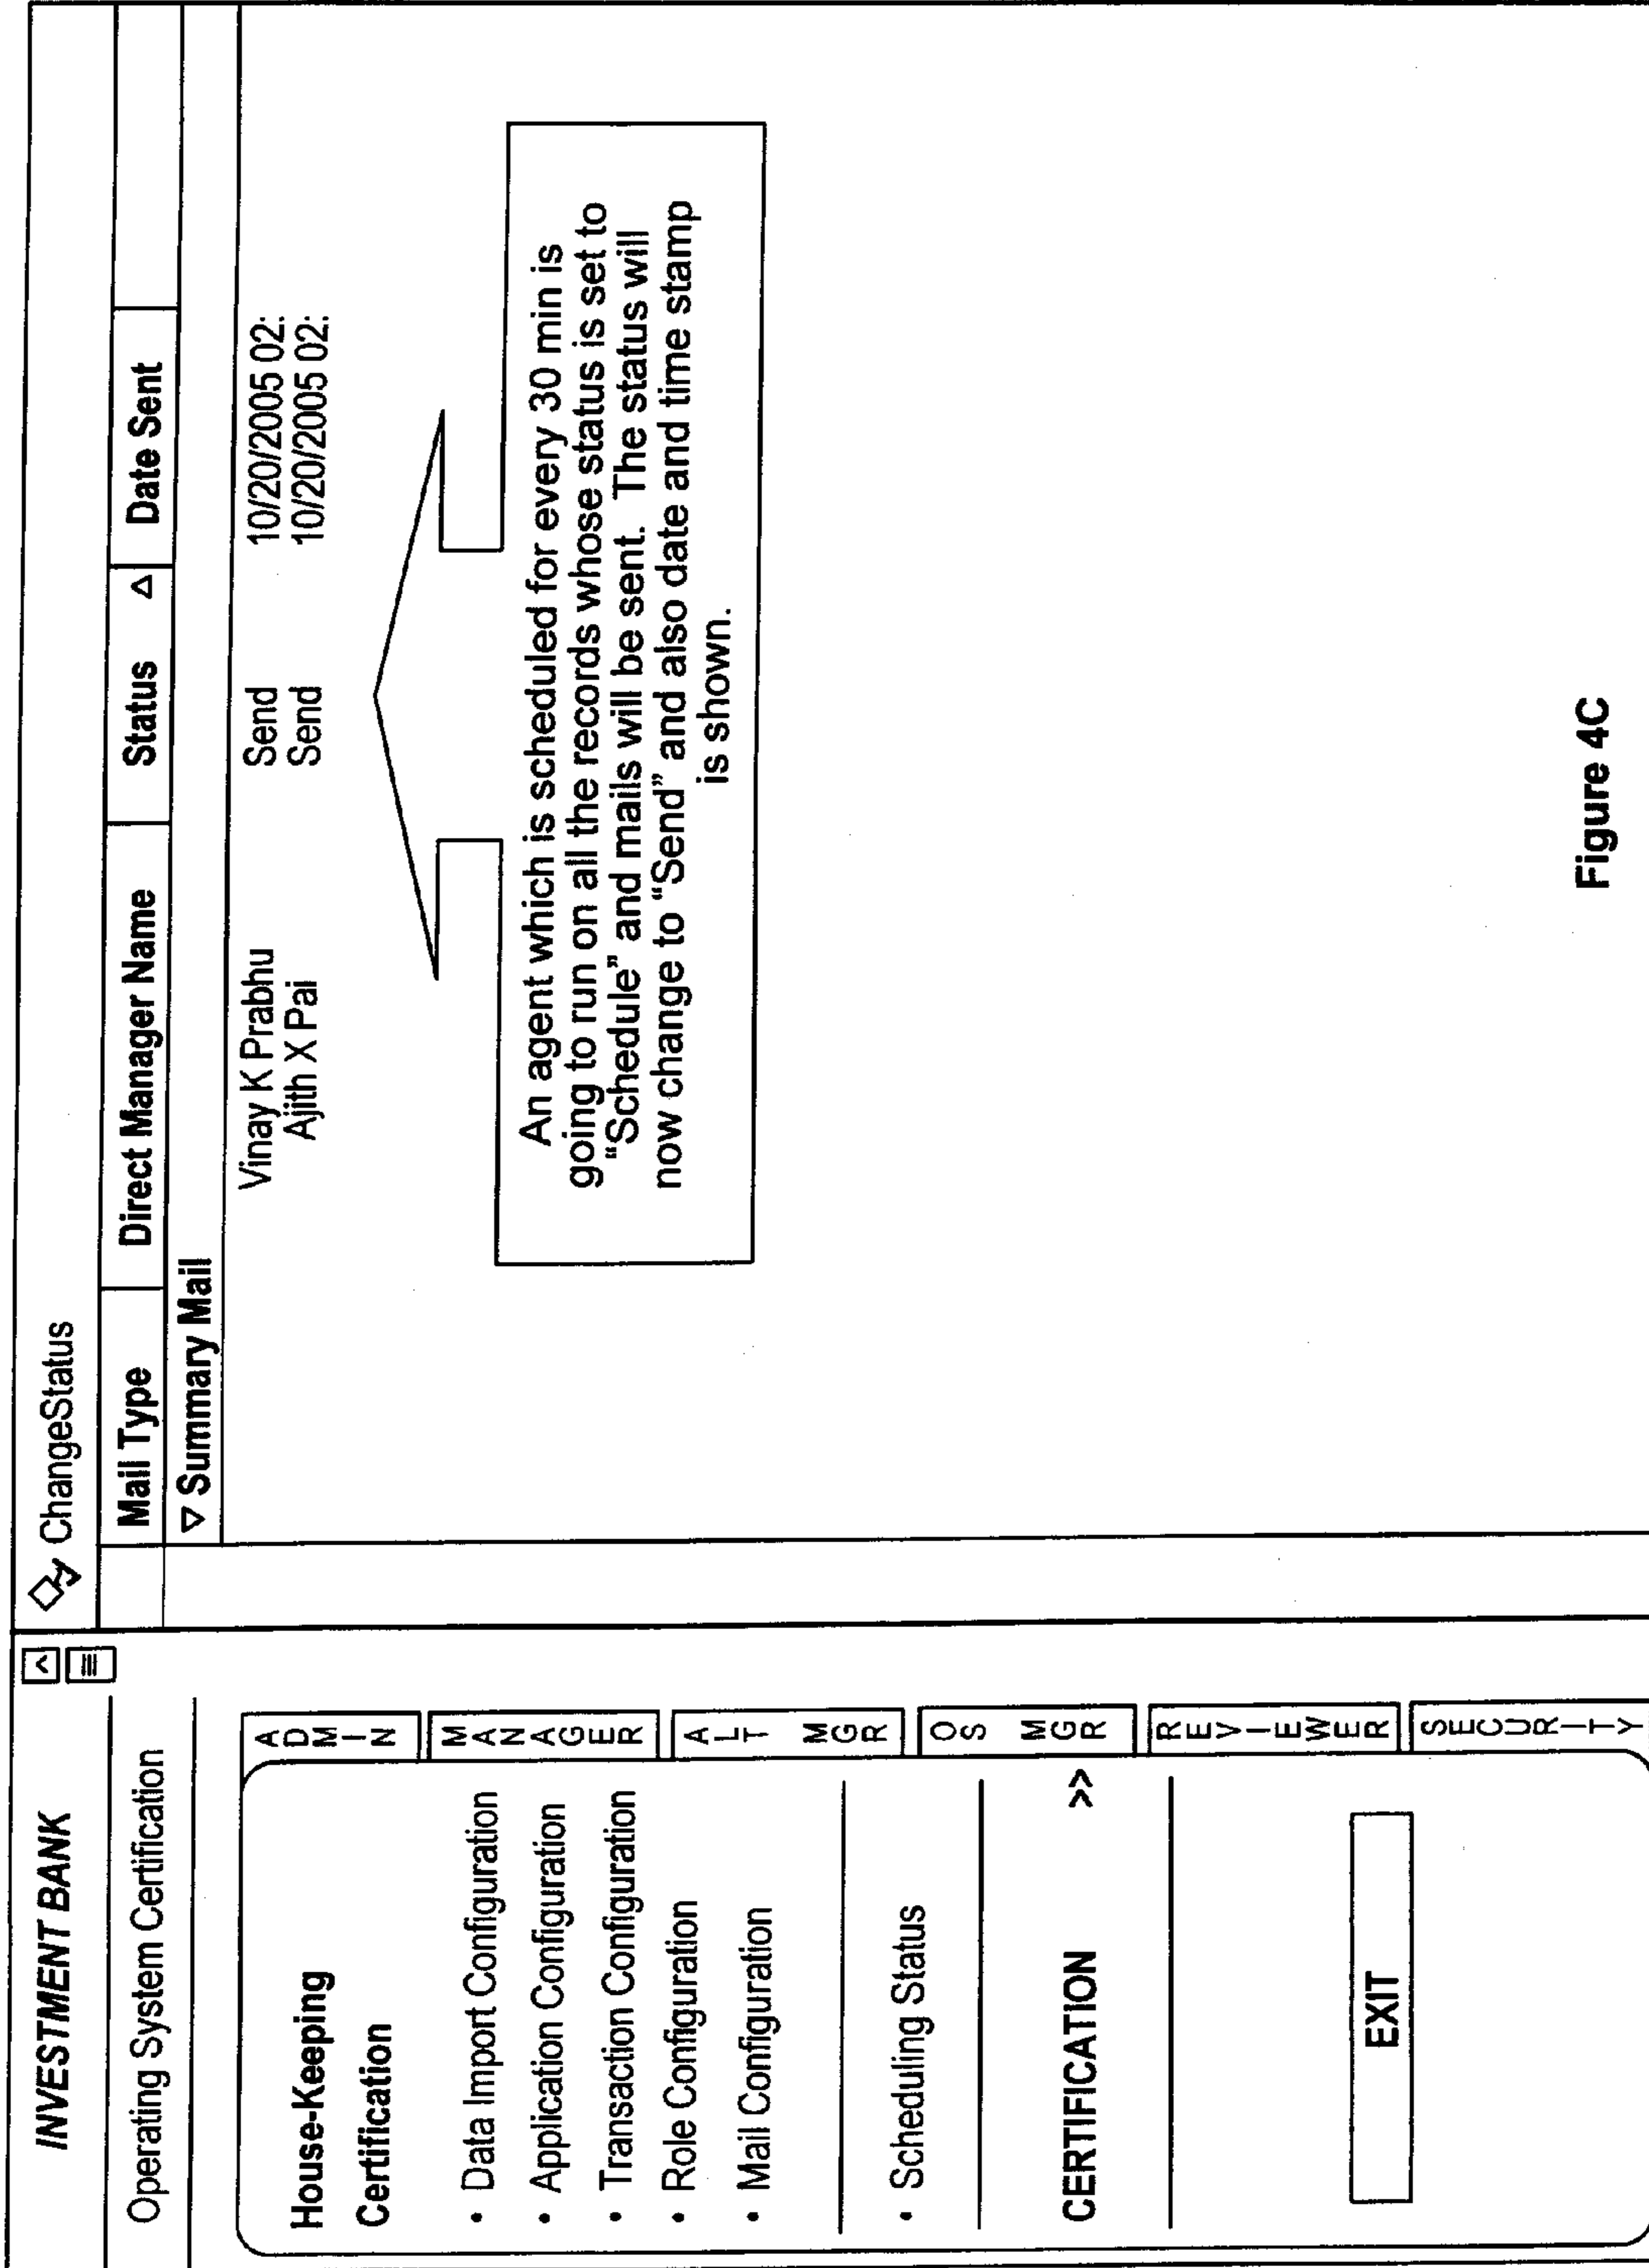 INVESTMENT BANK
Operating System Certification
House-Keeping
Certification
• Data Import Configuration
• Application Configuration
• Transaction Configuration
• Role Configuration
• Mail Configuration
• Scheduling Status
CERTIFICATION >>
EXIT
ADMIN
MANAGER
ALT MGR
OS MGR
REVIEWER
SECURITY
ChangeStatus
Mail Type Direct Manager Name Status Δ Date Sent
▽ Summary Mail
Vinay K Prabhu Send 10/20/2005 02:
Ajith X Pai Send 10/20/2005 02:
An agent which is scheduled for every 30 min is
going to run on all the records whose status is set to
“Schedule” and mails will be sent. The status will
now change to “Send” and also date and time stamp
is shown.
Figure 4C